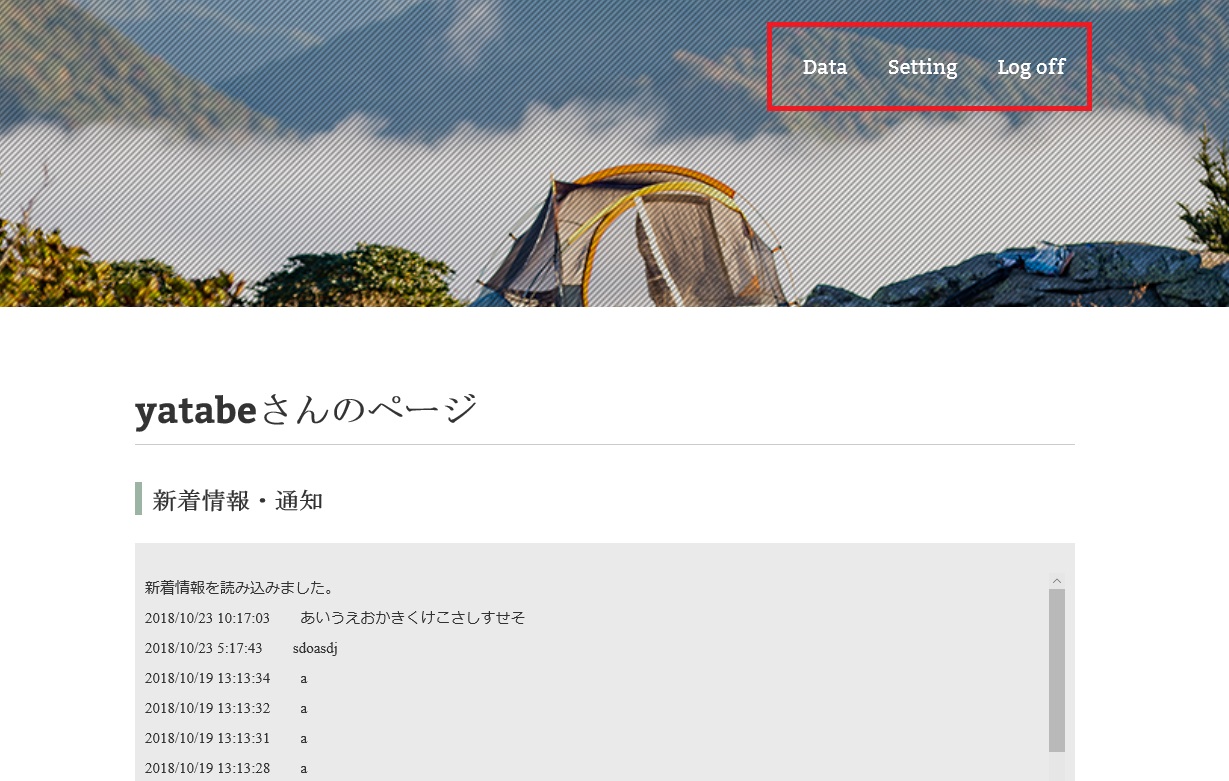 Data Setting Log off
yatabeさんのページ
新着情報・通知
新着情報を読み込みました。
2018/10/23 10:17:03 あいうえおかきくけこさしすせそ
2018/10/23 5:17:43 sdoasdj
2018/10/19 13:13:34 a
2018/10/19 13:13:32 a
2018/10/19 13:13:31 a
2018/10/19 13:13:28 a